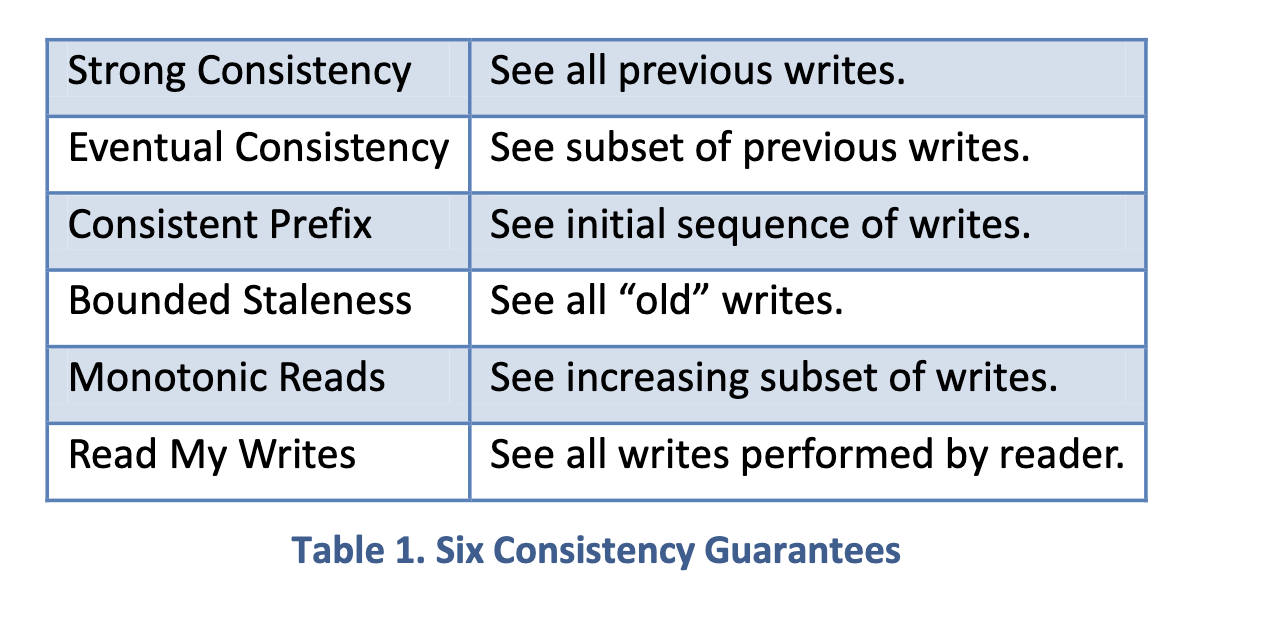 Strong Consistency See all previous writes.
Eventual Consistency See subset of previous writes.
Consistent Prefix See initial sequence of writes.
Bounded Staleness See all “old” writes.
Monotonic Reads See increasing subset of writes.
Read My Writes See all writes performed by reader.
Table 1. Six Consistency Guarantees